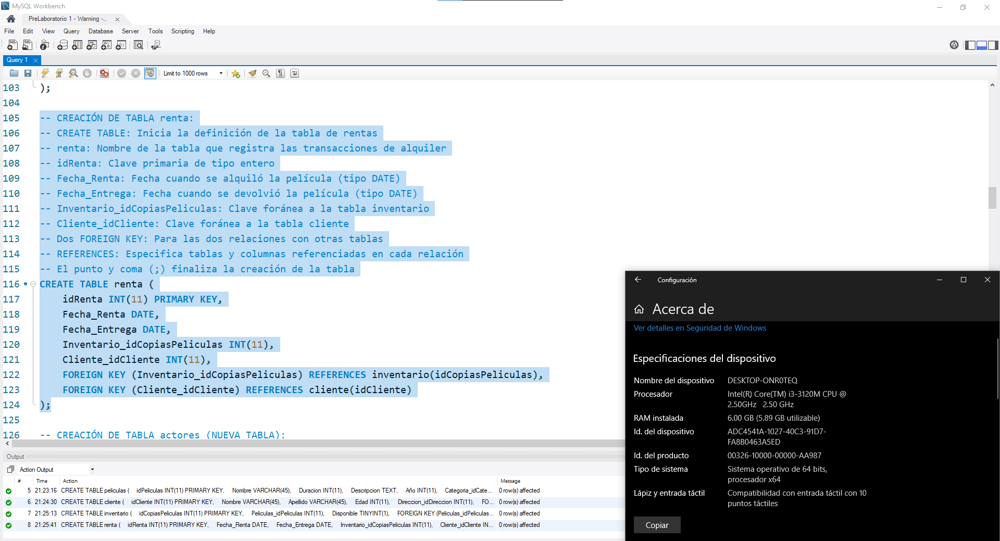 MySQL Workbench
PreLaboratorio 1 - Warning -...
File Edit View Query Database Server Tools Scripting Help
Query 1
Limit to 1000 rows
103 );
104
105 -- CREACIÓN DE TABLA renta:
106 -- CREATE TABLE: Inicia la definición de la tabla de rentas
107 -- renta: Nombre de la tabla que registra las transacciones de alquiler
108 -- idRenta: Clave primaria de tipo entero
109 -- Fecha_Renta: Fecha cuando se alquiló la película (tipo DATE)
110 -- Fecha_Entrega: Fecha cuando se devolvió la película (tipo DATE)
111 -- Inventario_idCopiasPeliculas: Clave foránea a la tabla inventario
112 -- Cliente_idCliente: Clave foránea a la tabla cliente
113 -- Dos FOREIGN KEY: Para las dos relaciones con otras tablas
114 -- REFERENCES: Especifica tablas y columnas referenciadas en cada relación
115 -- El punto y coma (;) finaliza la creación de la tabla
116 CREATE TABLE renta (
117 idRenta INT(11) PRIMARY KEY,
118 Fecha_Renta DATE,
119 Fecha_Entrega DATE,
120 Inventario_idCopiasPeliculas INT(11),
121 Cliente_idCliente INT(11),
122 FOREIGN KEY (Inventario_idCopiasPeliculas) REFERENCES inventario(idCopiasPeliculas),
123 FOREIGN KEY (Cliente_idCliente) REFERENCES cliente(idCliente)
124 );
125
126 -- CREACIÓN DE TABLA actores (NUEVA TABLA):
Output
Action Output
# Time Action Message
5 21:23:16 CREATE TABLE peliculas ( idPeliculas INT(11) PRIMARY KEY, Nombre VARCHAR(45), Duracion INT(11), Descripcion TEXT, Año INT(11), Categoria_idCate... 0 row(s) affected
6 21:24:30 CREATE TABLE cliente ( idCliente INT(11) PRIMARY KEY, Nombre VARCHAR(45), Apellido VARCHAR(45), Edad INT(11), Direccion_idDireccion INT(11), FO... 0 row(s) affected
7 21:25:13 CREATE TABLE inventario ( idCopiasPeliculas INT(11) PRIMARY KEY, Peliculas_idPeliculas INT(11), Disponible TINYINT(1), FOREIGN KEY (Peliculas_idPeliculas... 0 row(s) affected
8 21:25:41 CREATE TABLE renta ( idRenta INT(11) PRIMARY KEY, Fecha_Renta DATE, Fecha_Entrega DATE, Inventario_idCopiasPeliculas INT(11), Cliente_idCliente IN... 0 row(s) affected
Configuración
Acerca de
Ver detalles en Seguridad de Windows
Especificaciones del dispositivo
Nombre del dispositivo DESKTOP-ONR0TEQ
Procesador Intel(R) Core(TM) i3-3120M CPU @
2.50GHz 2.50 GHz
RAM instalada 6.00 GB (5.89 GB utilizable)
Id. del dispositivo ADC4541A-1027-40C3-91D7-
FA8B0463A5ED
Id. del producto 00326-10000-00000-AA987
Tipo de sistema Sistema operativo de 64 bits,
procesador x64
Lápiz y entrada táctil Compatibilidad con entrada táctil con 10
puntos táctiles
Copiar